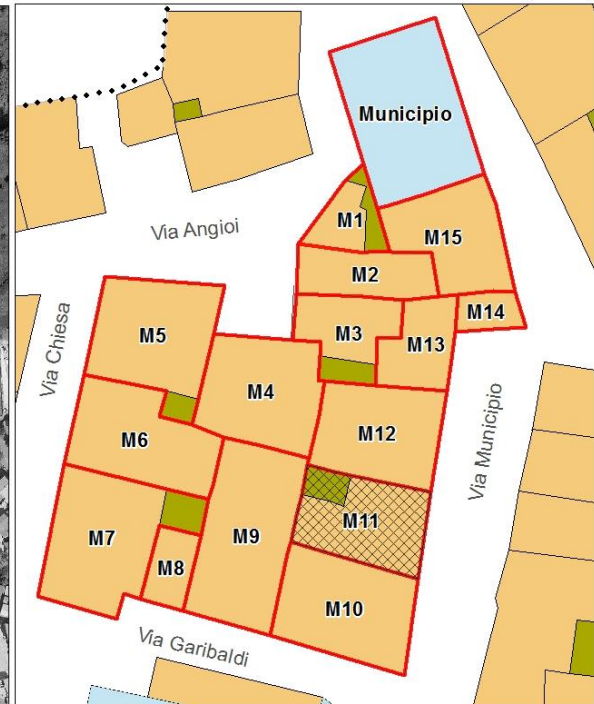 Municipio
M1
Via Angioi
M15
M2
M14
M3
M13
Via Chiesa
M5
M4
M12
Via Municipio
M6
M11
M7
M9
M8
M10
Via Garibaldi